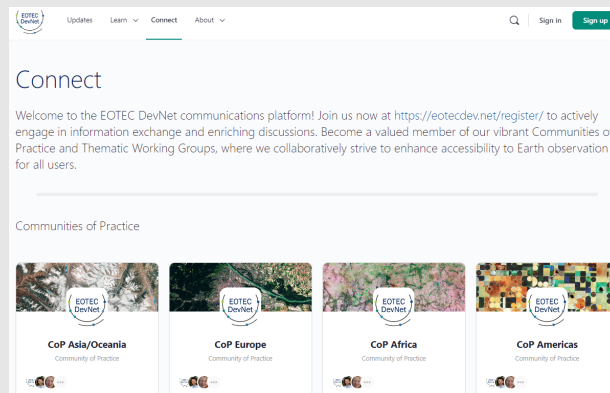 EOTEC
DevNet
Updates Learn Connect About Sign in Sign up
Connect
Welcome to the EOTEC DevNet communications platform! Join us now at https://eotecdev.net/register/ to actively
engage in information exchange and enriching discussions. Become a valued member of our vibrant Communities of
Practice and Thematic Working Groups, where we collaboratively strive to enhance accessibility to Earth observation
for all users.
Communities of Practice
EOTEC
DevNet
EOTEC
DevNet
EOTEC
DevNet
EOTEC
DevNet
CoP Asia/Oceania CoP Europe CoP Africa CoP Americas
Community of Practice Community of Practice Community of Practice Community of Practice